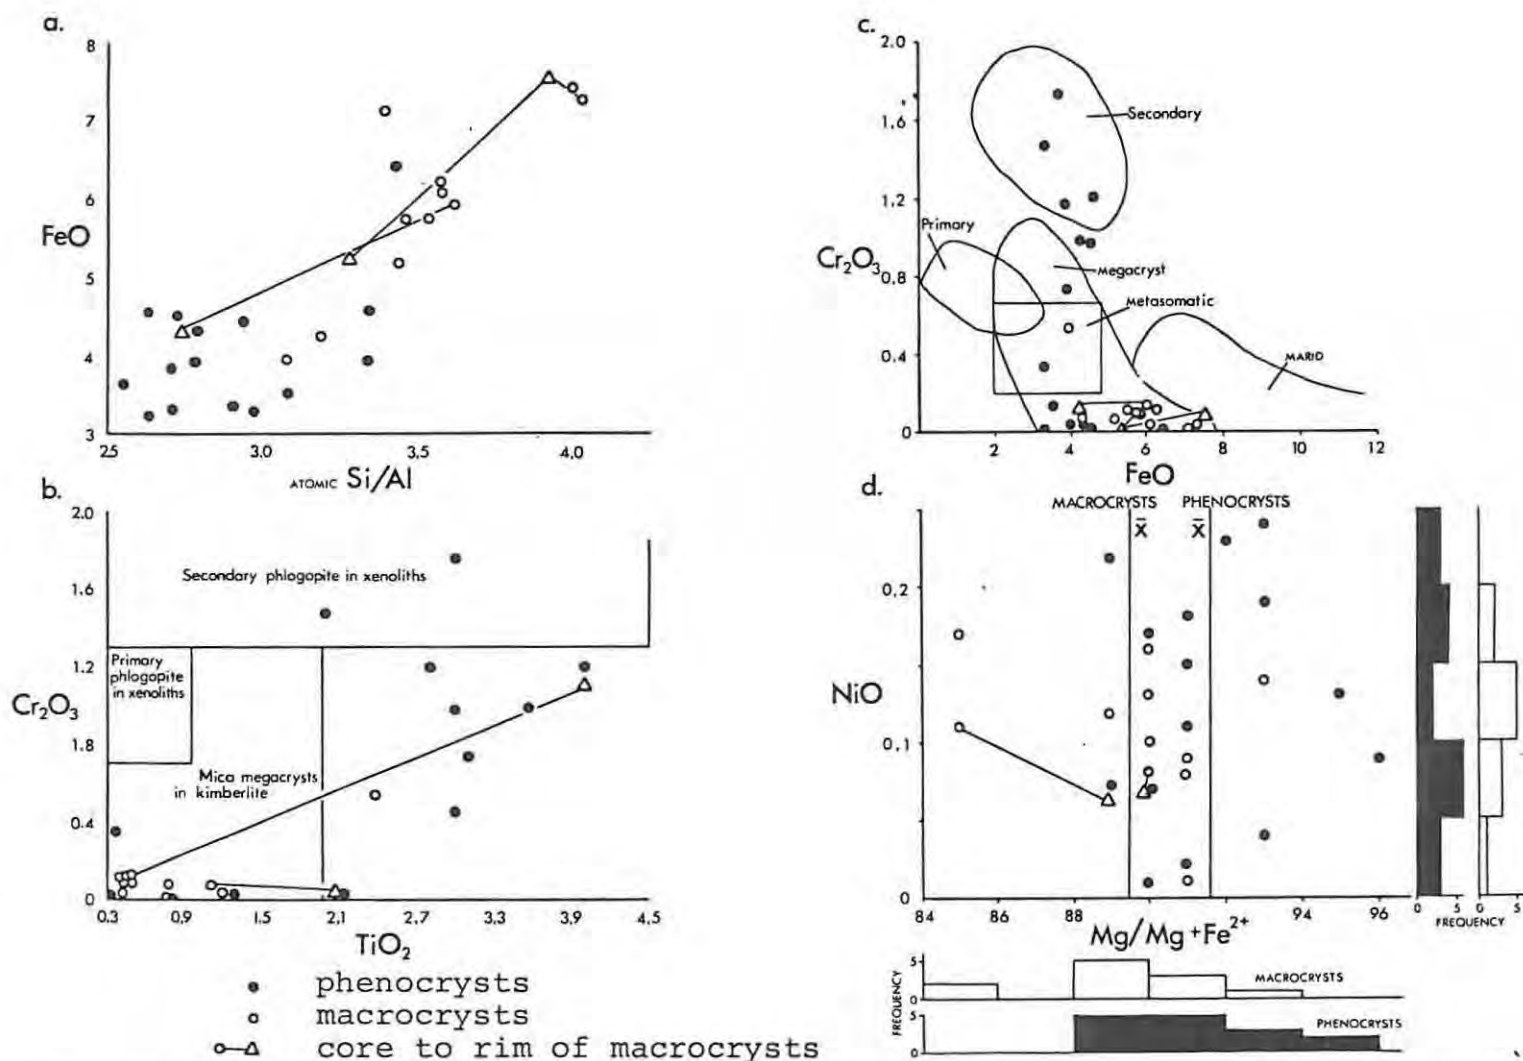 a.
8
7
6
FeO
5
4
3
2.5 3.0 3.5 4.0
ATOMIC Si/Al
b.
2.0
Secondary phlogopite in xenoliths
1.6
1.2
Primary
phlogopite
in xenoliths
Cr2O3
1.8
Mica megacrysts
in kimberlite
0.4
0
0.3 0.9 1.5 2.1 2.7 3.3 3.9 4.5
TiO2
phenocrysts
macrocrysts
core to rim of macrocrysts
c.
2.0
Secondary
1.6
1.2
Primary
Cr2O3
0.8
Megacryst
Metasomatic
0.4
MARID
0
2 4 6 8 10 12
FeO
d.
MACROCRYSTS PHENOCRYSTS
x̄ x̄
0.2
NiO
0.1
0
84 86 88 92 94 96
Mg/Mg+Fe2+
0 5 0 5
FREQUENCY
5
0
MACROCRYSTS
FREQUENCY
5
0
PHENOCRYSTS